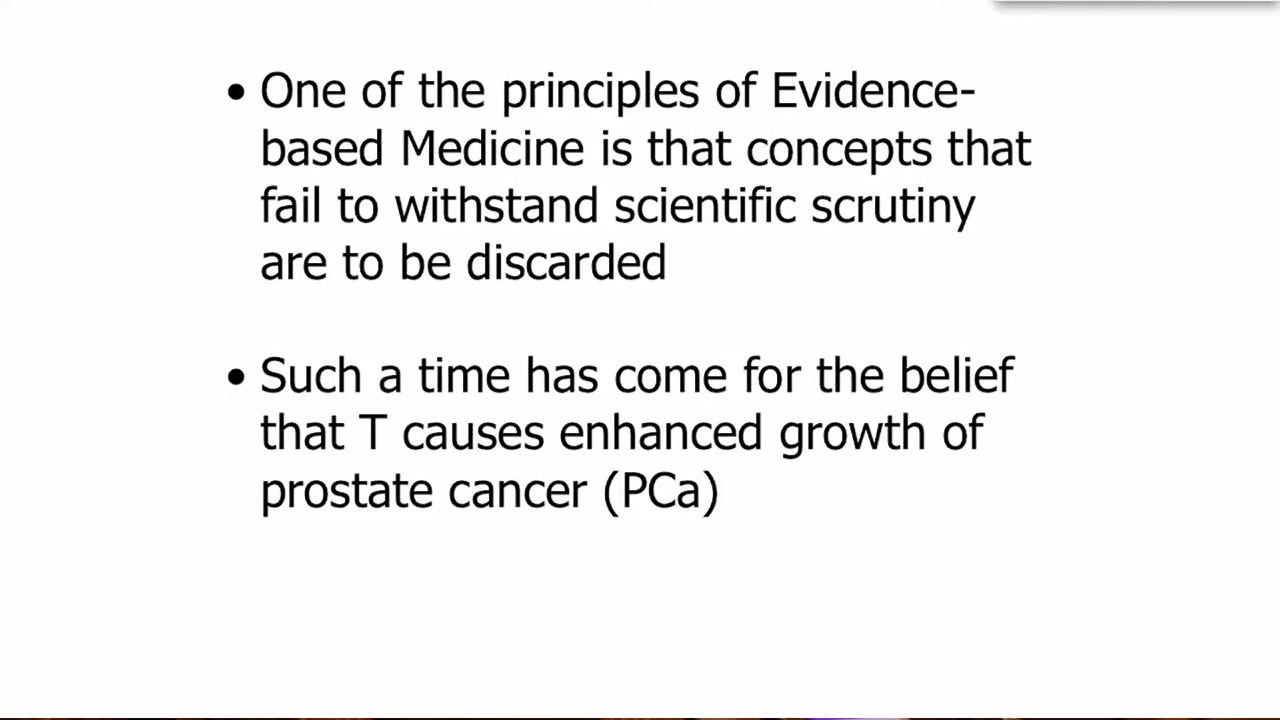 • One of the principles of Evidence-
based Medicine is that concepts that
fail to withstand scientific scrutiny
are to be discarded
• Such a time has come for the belief
that T causes enhanced growth of
prostate cancer (PCa)